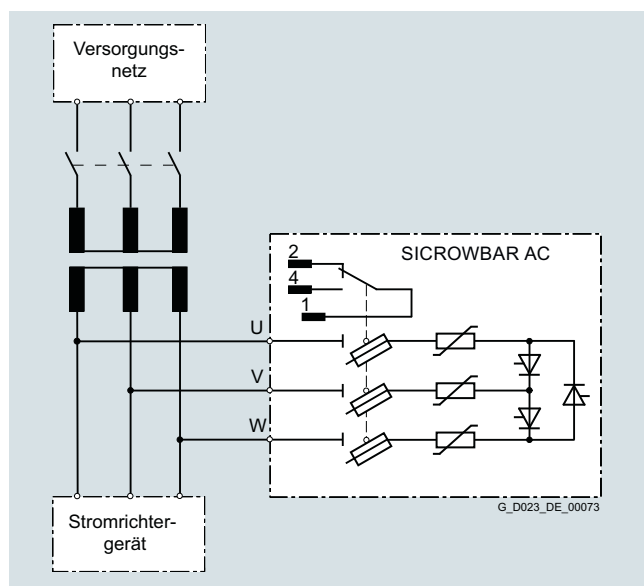 Versorgungs-
netz
SICROWBAR AC
2
4
1
U
V
W
G_D023_DE_00073
Stromrichter-
gerät